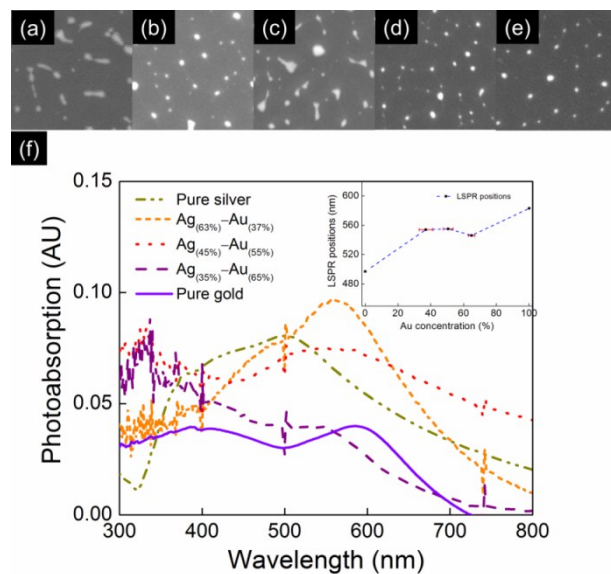 (a) (b) (c) (d) (e)
(f)
0.15
0.10
0.05
0.00
Photoabsorption (AU)
Pure silver
Ag(63%)–Au(37%)
Ag(45%)–Au(55%)
Ag(35%)–Au(65%)
Pure gold
600
560
520
480
LSPR positions (nm)
LSPR positions
0 20 40 60 80 100
Au concentration (%)
300 400 500 600 700 800
Wavelength (nm)